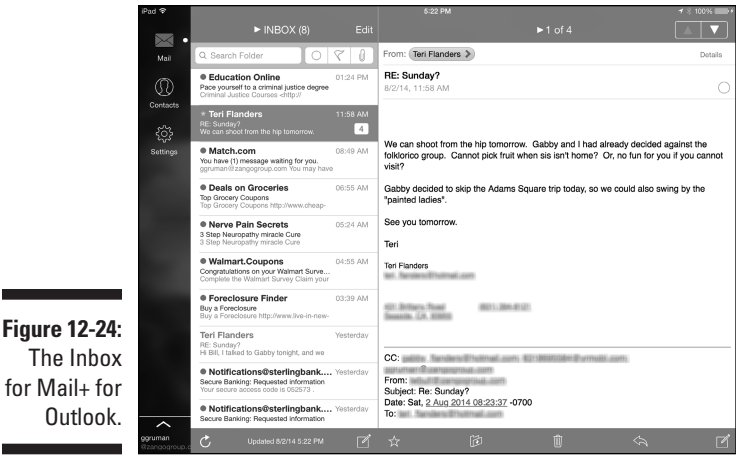 iPad
5:22 PM
100%
► INBOX (8)
Edit
► 1 of 4
Mail
Contacts
Settings
Search Folder
Education Online 01:24 PM
Pace yourself to a criminal justice degree
Criminal Justice Courses <http://
Teri Flanders 11:58 AM
RE: Sunday?
We can shoot from the hip tomorrow.
4
Match.com 08:49 AM
You have (1) message waiting for you.
ggruman@zangogroup.com You may have
Deals on Groceries 06:55 AM
Top Grocery Coupons
Top Grocery Coupons http://www.cheap-
Nerve Pain Secrets 05:24 AM
3 Step Neuropathy miracle Cure
3 Step Neuropathy miracle Cure
Walmart.Coupons 04:55 AM
Congratulations on your Walmart Surve...
Complete the Walmart Survey Claim your
Foreclosure Finder 03:39 AM
Buy a Foreclosure
Buy a Foreclosure http://www.live-in-new-
Teri Flanders Yesterday
RE: Sunday?
Hi Bill, I talked to Gabby tonight, and we
Notifications@sterlingbank.... Yesterday
Secure Banking: Requested information
Your secure access code is 052573 .
Notifications@sterlingbank.... Yesterday
Secure Banking: Requested information
ggruman
@zangogroup.c
Updated 8/2/14 5:22 PM
From: Teri Flanders
Details
RE: Sunday?
8/2/14, 11:58 AM
We can shoot from the hip tomorrow. Gabby and I had already decided against the
folklorico group. Cannot pick fruit when sis isn't home? Or, no fun for you if you cannot
visit?
Gabby decided to skip the Adams Square trip today, so we could also swing by the
"painted ladies".
See you tomorrow.
Teri
Teri Flanders
CC:
From:
Subject: Re: Sunday?
Date: Sat, 2 Aug 2014 08:23:37 -0700
To:
Figure 12-24:
The Inbox
for Mail+ for
Outlook.